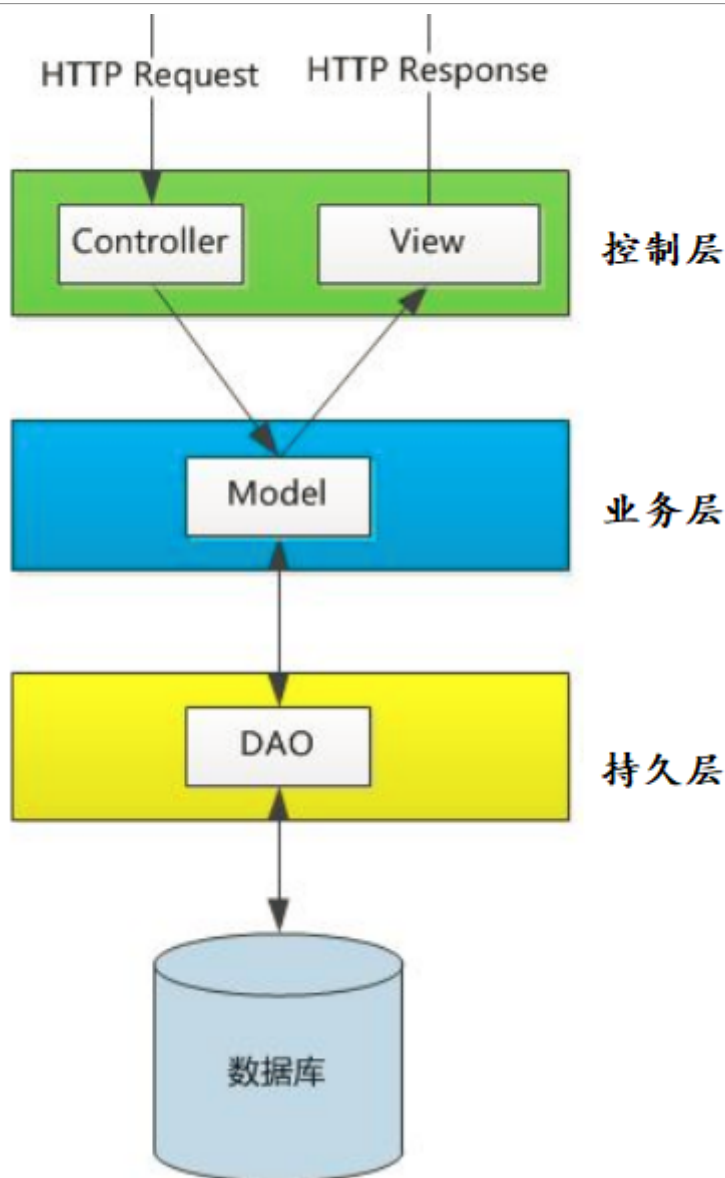 HTTP Request
HTTP Response
Controller
View
控制层
Model
业务层
DAO
持久层
数据库